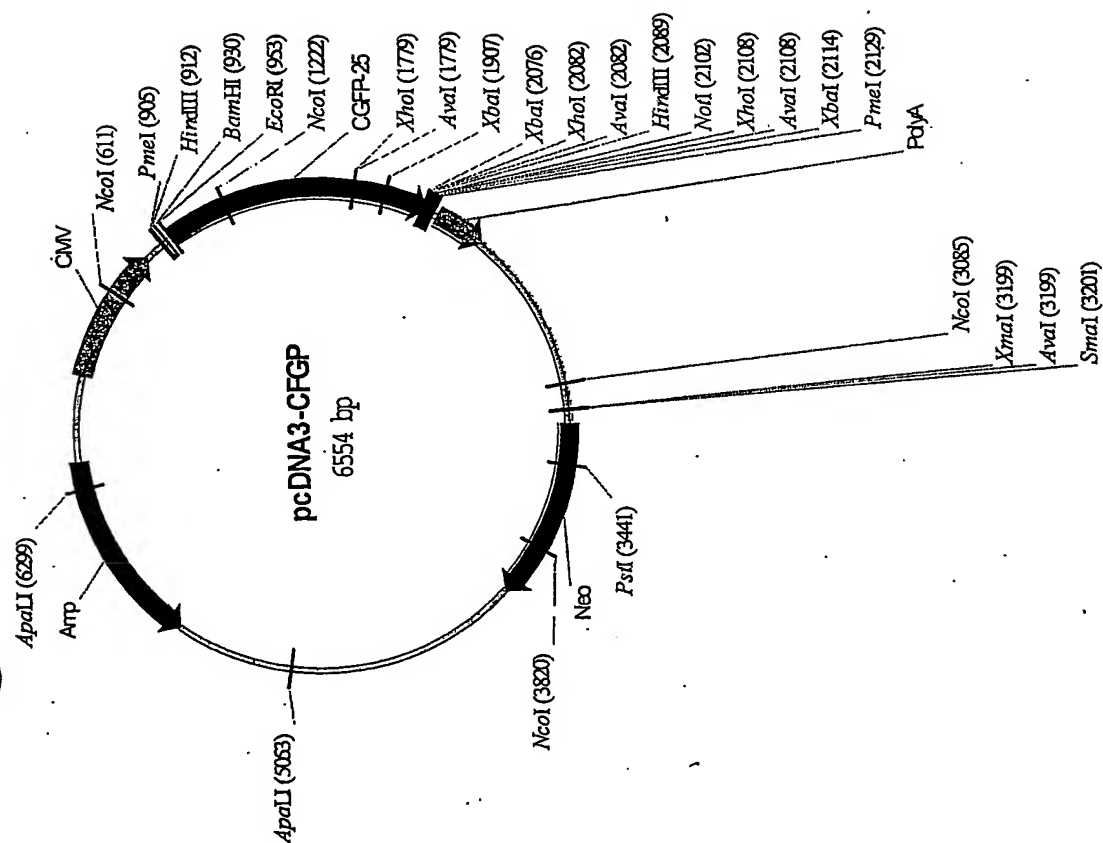 CMV
NcoI (611)
PmeI (905)
HindIII (912)
BamHI (930)
EcoRI (953)
NcoI (1222)
CGFP-25
XhoI (1779)
AvaI (1779)
XbaI (1907)
XbaI (2076)
XhoI (2082)
AvaI (2082)
HindIII (2089)
NotI (2102)
XhoI (2108)
AvaI (2108)
XbaI (2114)
PmeI (2129)
PolyA
NcoI (3085)
XmaI (3199)
AvaI (3199)
SmaI (3201)
PstI (3441)
Neo
NcoI (3820)
ApaLI (5053)
Amp
ApaLI (6299)
pcDNA3-CFGP
6554 bp